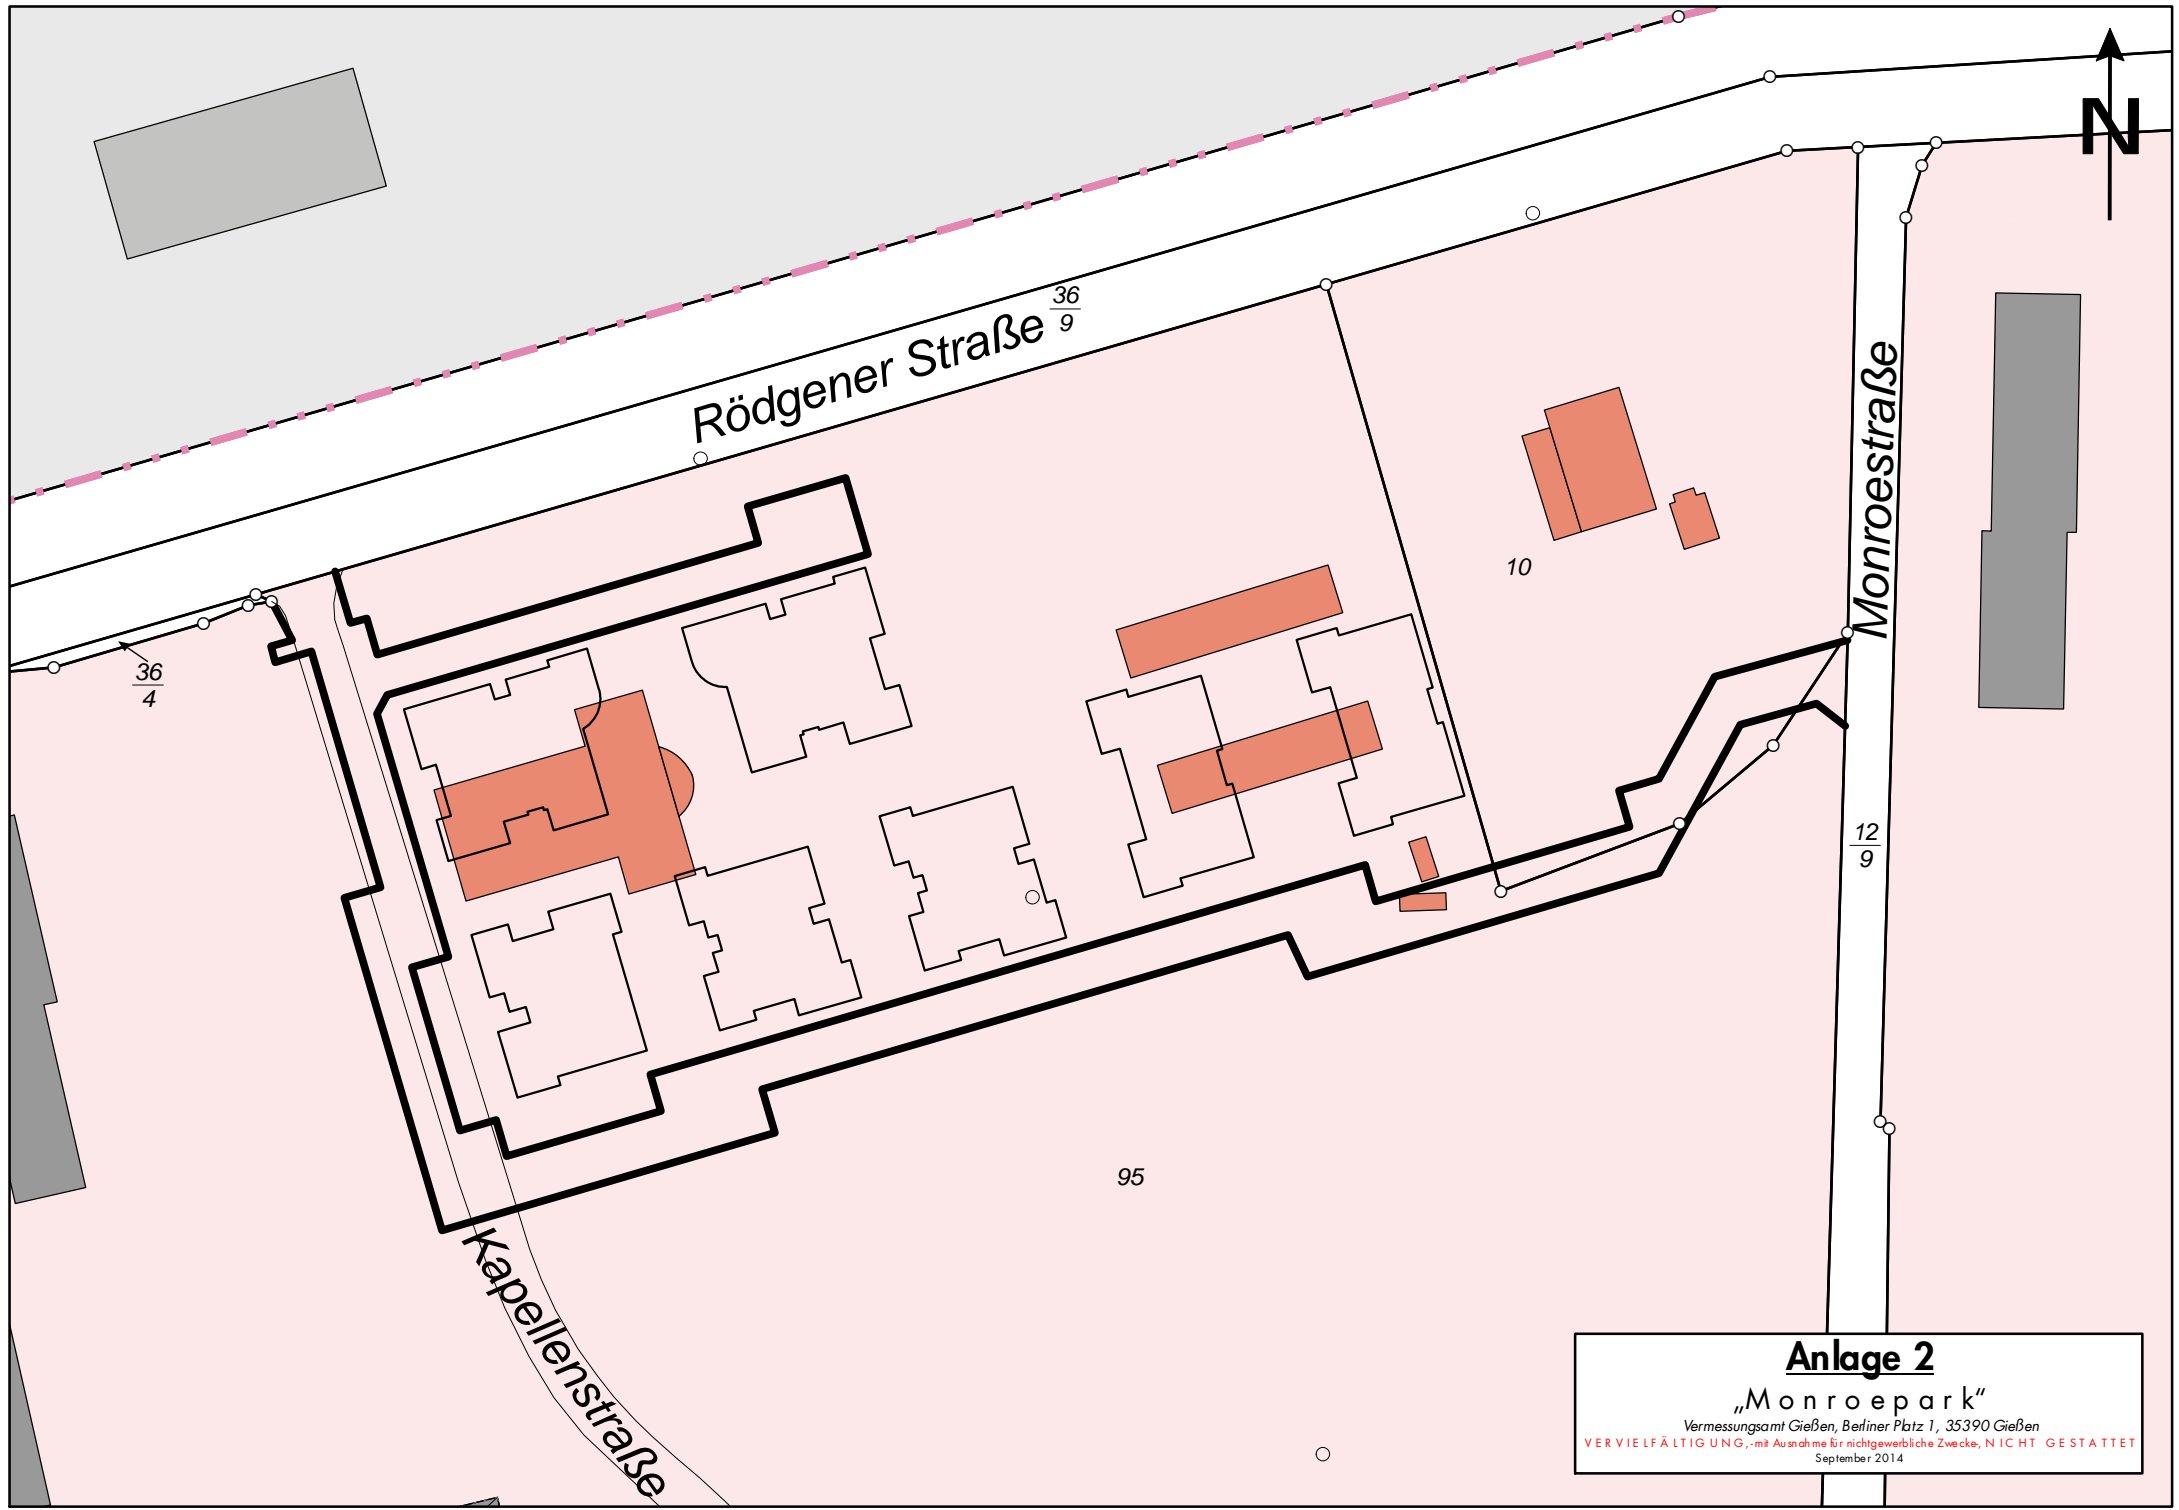 N
36
9
Rödgener Straße
Monroestraße
10
36
4
12
9
95
Kapellenstraße
Anlage 2
„Monroepark“
Vermessungsamt Gießen, Berliner Platz 1, 35390 Gießen
VERVIELFÄLTIGUNG,-mit Ausnahme für nichtgewerbliche Zwecke-, NICHT GESTATTET
September 2014